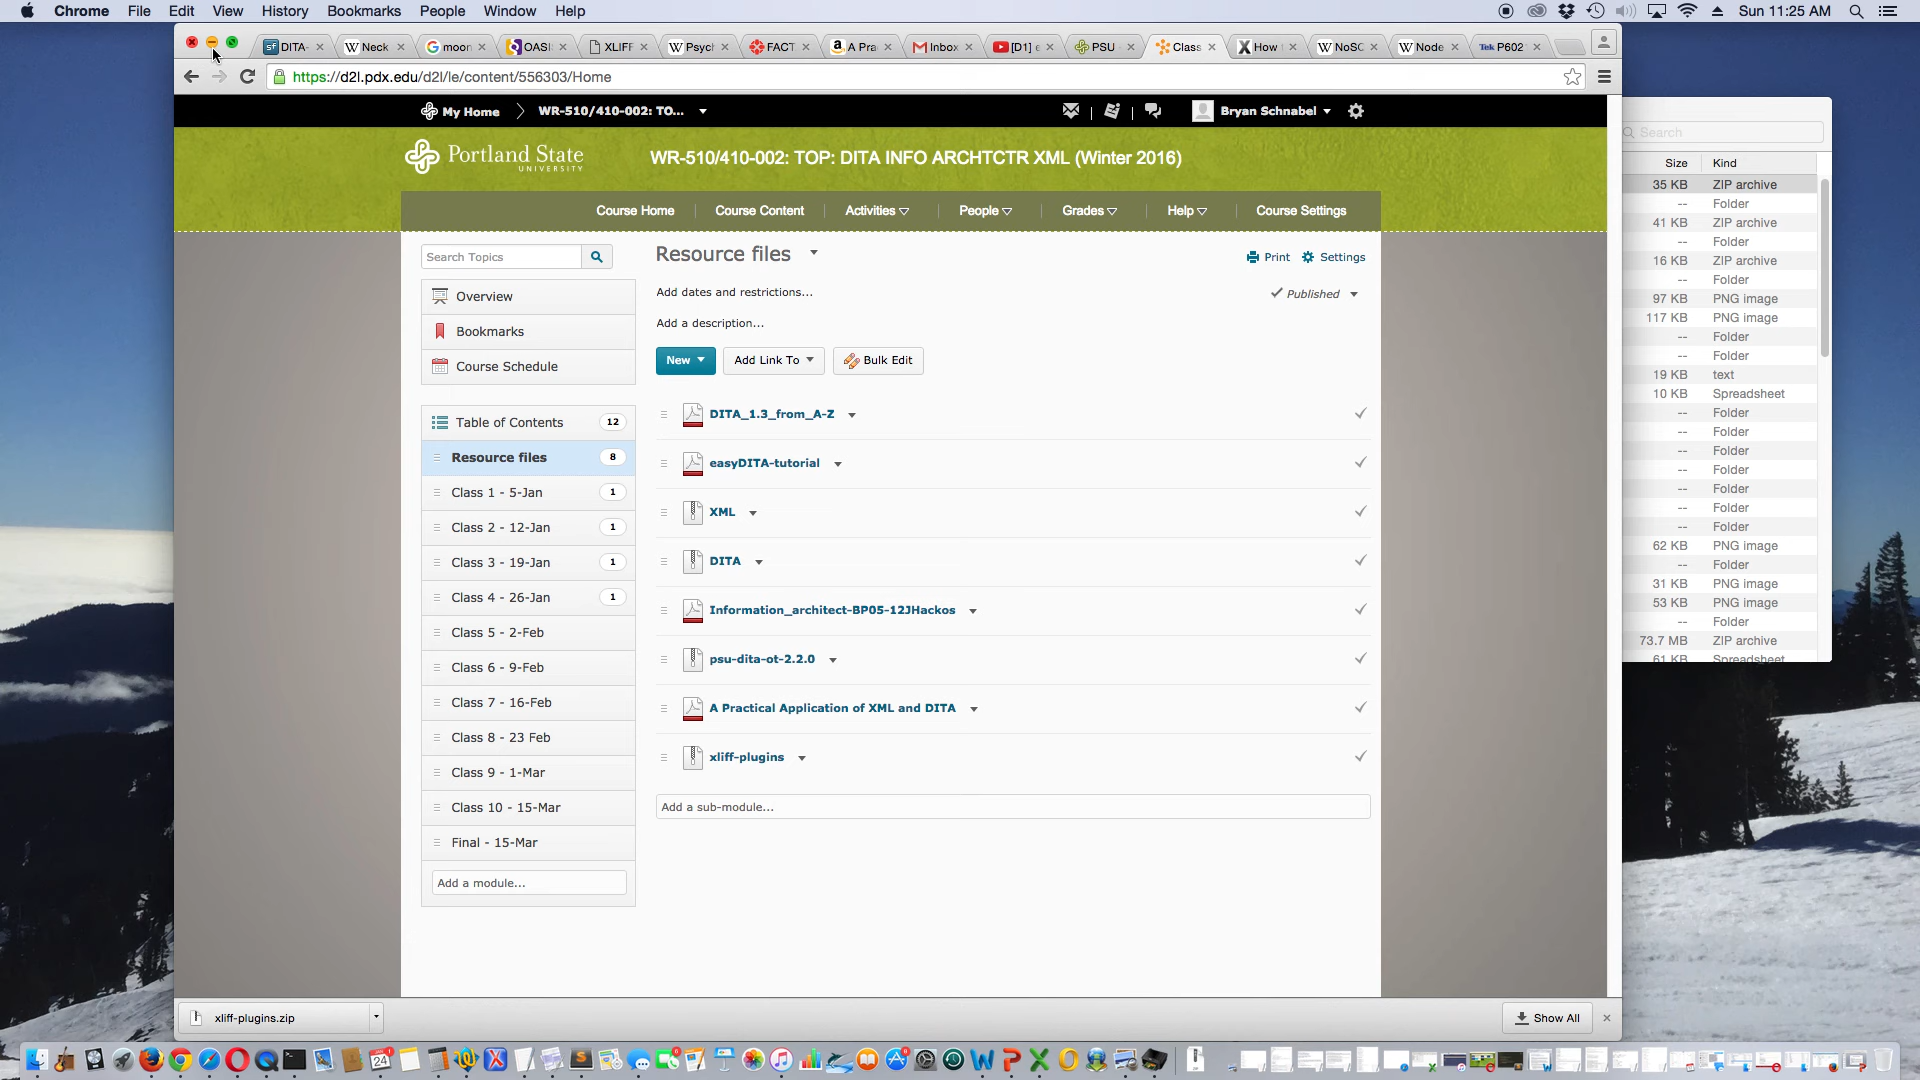 Chrome File Edit View History Bookmarks People Window Help Sun 11:25 AM
DITA- Neck moon OASI XLIFF Psych FACT A Pra Inbox [D1] e PSU Class How NoSC Node Tek P602
https://d2l.pdx.edu/d2l/le/content/556303/Home
My Home WR-510/410-002: TO... Bryan Schnabel
Portland State
UNIVERSITY
WR-510/410-002: TOP: DITA INFO ARCHTCTR XML (Winter 2016)
Course Home Course Content Activities People Grades Help Course Settings
Search Topics
Overview
Bookmarks
Course Schedule
Table of Contents 12
Resource files 8
Class 1 - 5-Jan 1
Class 2 - 12-Jan 1
Class 3 - 19-Jan 1
Class 4 - 26-Jan 1
Class 5 - 2-Feb
Class 6 - 9-Feb
Class 7 - 16-Feb
Class 8 - 23 Feb
Class 9 - 1-Mar
Class 10 - 15-Mar
Final - 15-Mar
Add a module...
Resource files
Print Settings
Add dates and restrictions...
Published
Add a description...
New Add Link To Bulk Edit
DITA_1.3_from_A-Z
easyDITA-tutorial
XML
DITA
Information_architect-BP05-12JHackos
psu-dita-ot-2.2.0
A Practical Application of XML and DITA
xliff-plugins
Add a sub-module...
Search
Size Kind
35 KB ZIP archive
-- Folder
41 KB ZIP archive
-- Folder
16 KB ZIP archive
-- Folder
97 KB PNG image
117 KB PNG image
-- Folder
-- Folder
19 KB text
10 KB Spreadsheet
-- Folder
-- Folder
-- Folder
-- Folder
-- Folder
-- Folder
-- Folder
62 KB PNG image
-- Folder
31 KB PNG image
53 KB PNG image
-- Folder
73.7 MB ZIP archive
61 KB Spreadsheet
xliff-plugins.zip
Show All